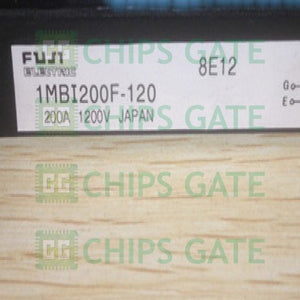 CHIPS GATE
FUJI
ELECTRIC
8E12
1MBI200F-120
G
200A 1200V JAPAN
E
CHIPS GATE
CHIPS GATE
CHIPS GATE